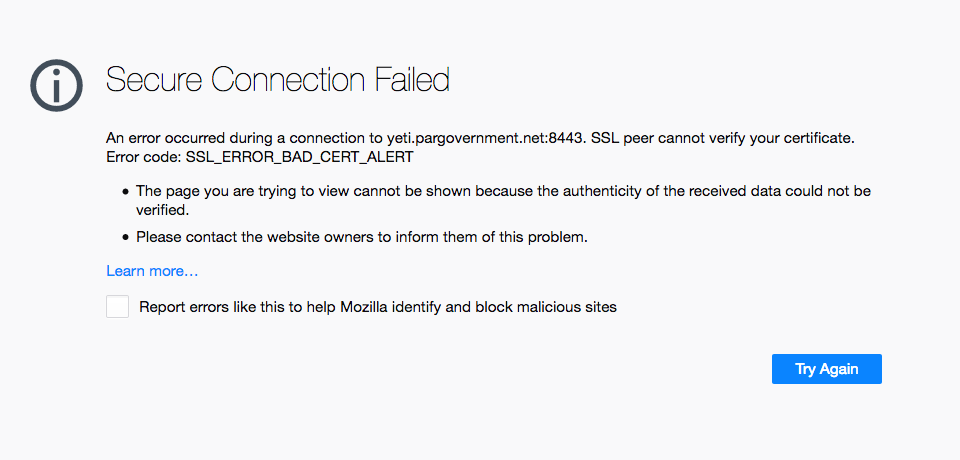 Secure Connection Failed
An error occurred during a connection to yeti.pargovernment.net:8443. SSL peer cannot verify your certificate.
Error code: SSL_ERROR_BAD_CERT_ALERT
• The page you are trying to view cannot be shown because the authenticity of the received data could not be
verified.
• Please contact the website owners to inform them of this problem.
Learn more…
Report errors like this to help Mozilla identify and block malicious sites
Try Again